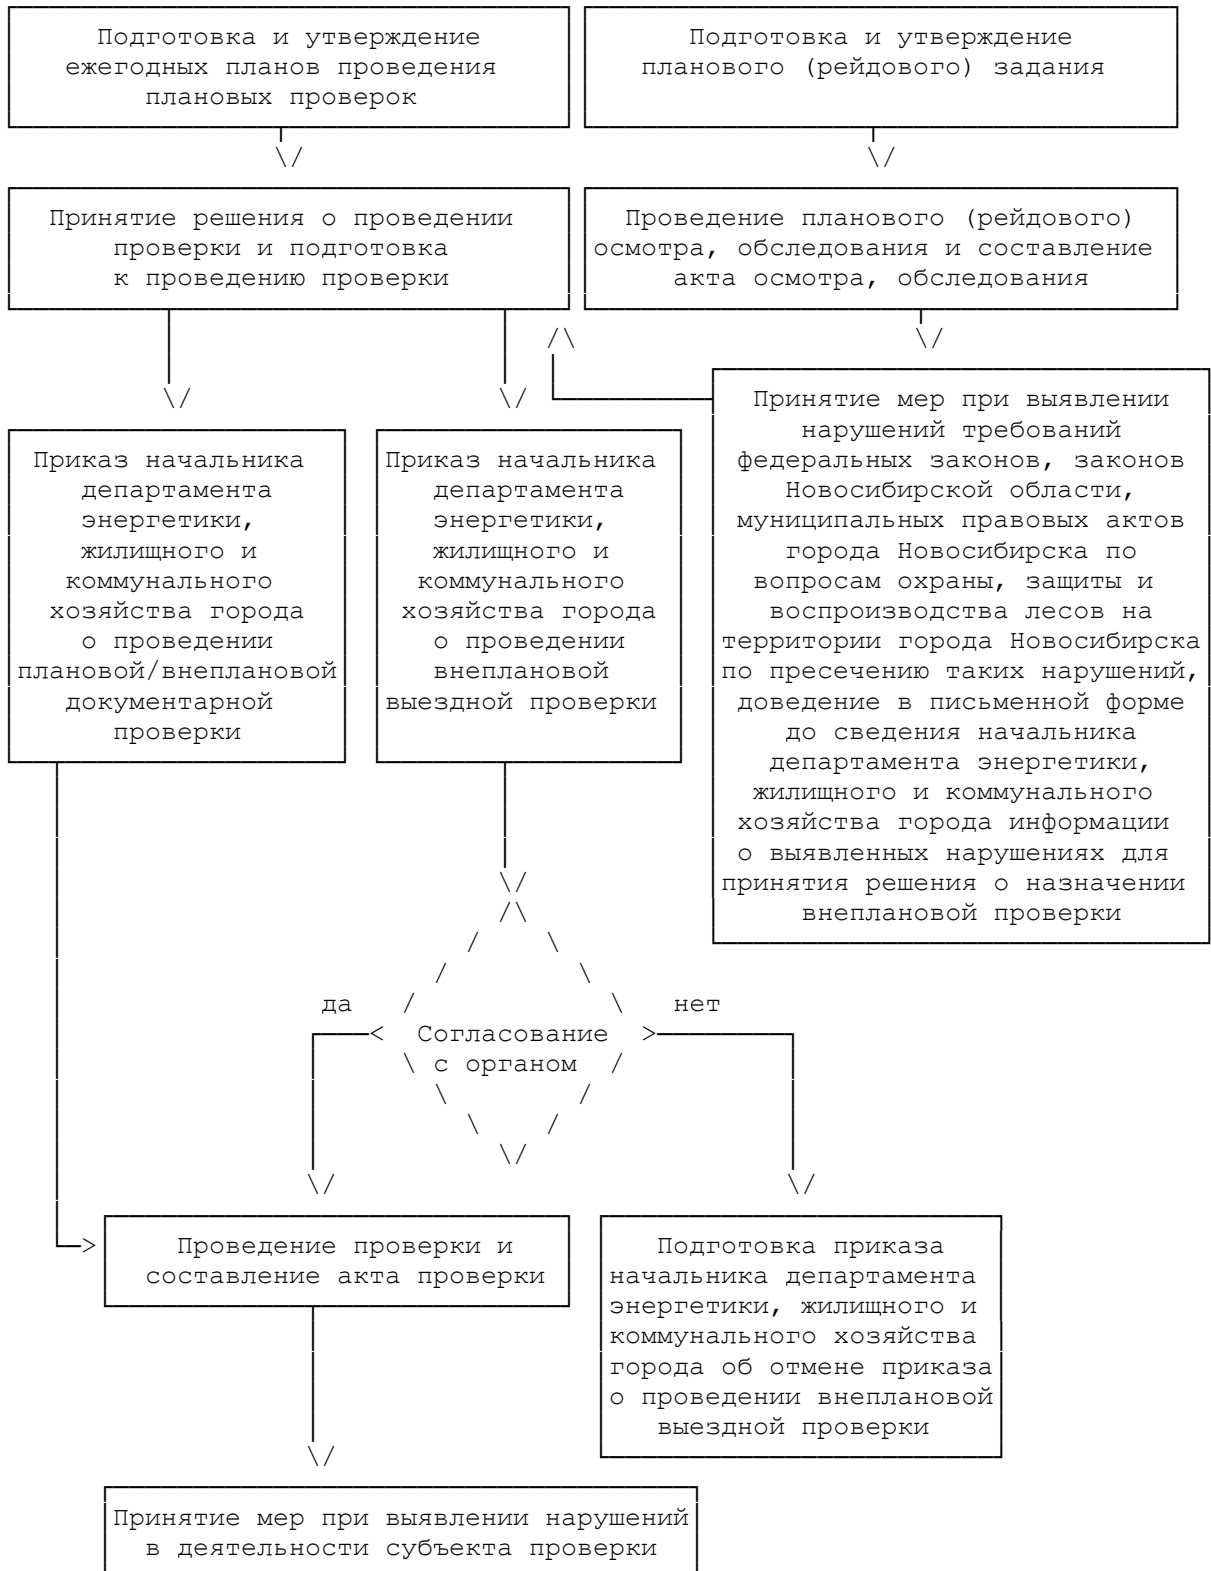 Подготовка и утверждение
ежегодных планов проведения
плановых проверок
Подготовка и утверждение
планового (рейдового) задания
Принятие решения о проведении
проверки и подготовка
к проведению проверки
Проведение планового (рейдового)
осмотра, обследования и составление
акта осмотра, обследования
Приказ начальника
департамента
энергетики,
жилищного и
коммунального
хозяйства города
о проведении
плановой/внеплановой
документарной
проверки
Приказ начальника
департамента
энергетики,
жилищного и
коммунального
хозяйства города
о проведении
внеплановой
выездной проверки
Принятие мер при выявлении
нарушений требований
федеральных законов, законов
Новосибирской области,
муниципальных правовых актов
города Новосибирска по
вопросам охраны, защиты и
воспроизводства лесов на
территории города Новосибирска
по пресечению таких нарушений,
доведение в письменной форме
до сведения начальника
департамента энергетики,
жилищного и коммунального
хозяйства города информации
о выявленных нарушениях для
принятия решения о назначении
внеплановой проверки
да
нет
Согласование
с органом
Проведение проверки и
составление акта проверки
Подготовка приказа
начальника департамента
энергетики, жилищного и
коммунального хозяйства
города об отмене приказа
о проведении внеплановой
выездной проверки
Принятие мер при выявлении нарушений
в деятельности субъекта проверки